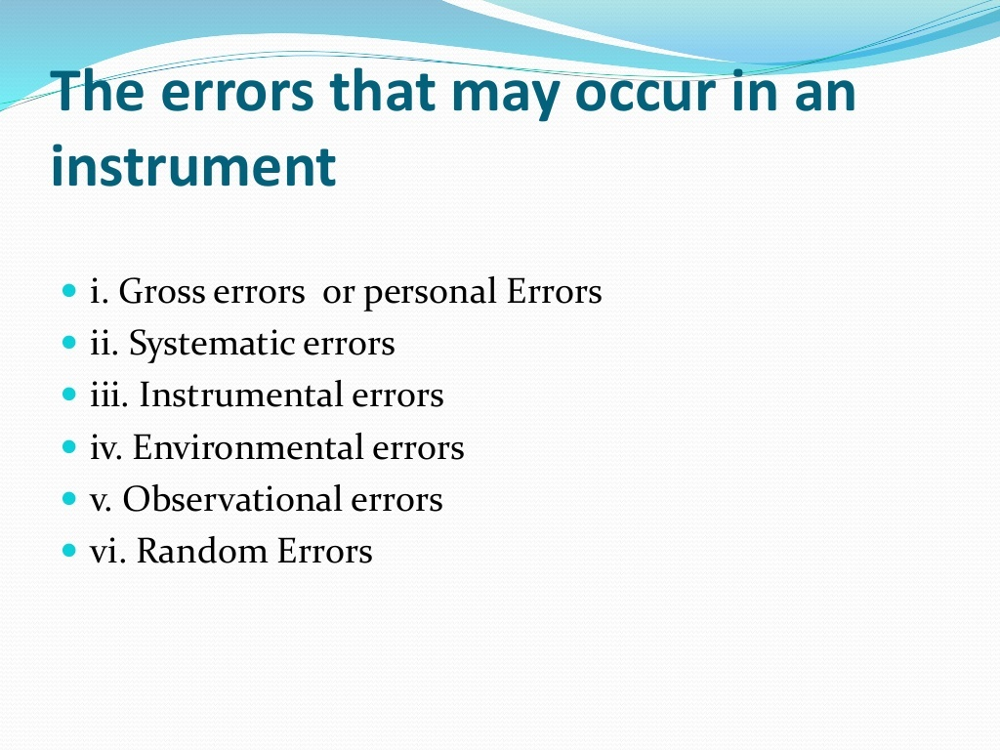 The errors that may occur in an
instrument
• i. Gross errors  or personal Errors
• ii. Systematic errors
• iii. Instrumental errors
• iv. Environmental errors
• v. Observational errors
• vi. Random Errors